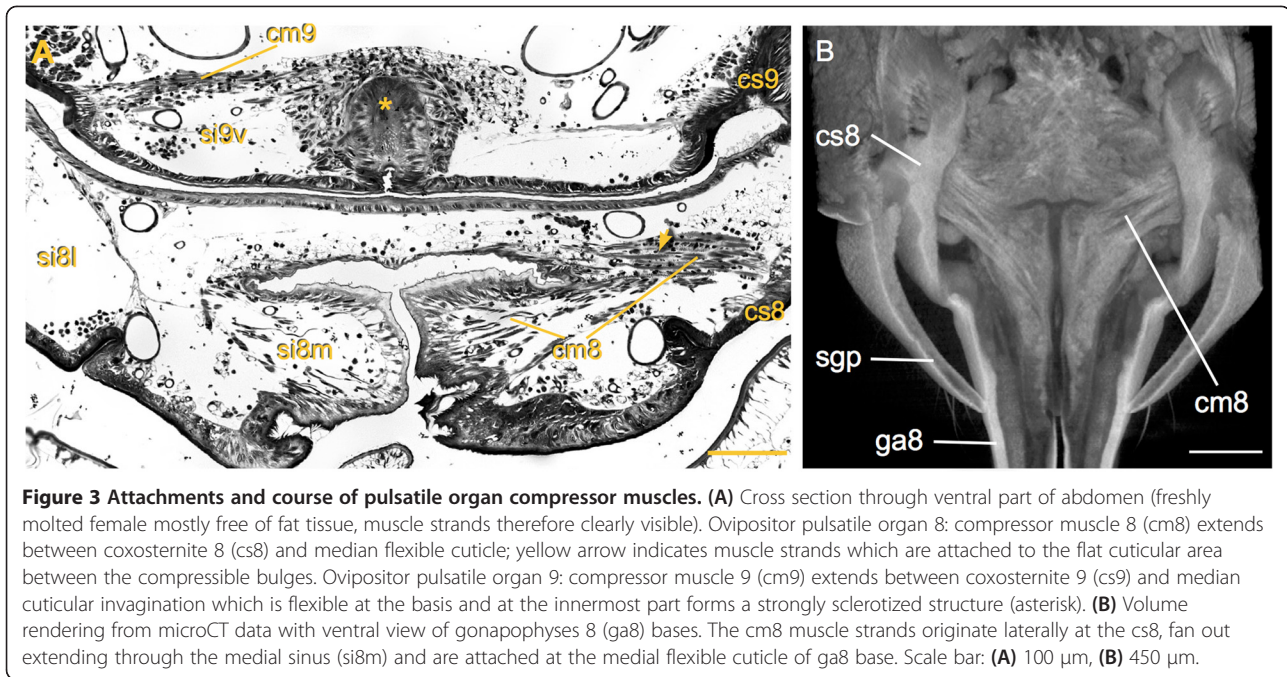 A
cm9
*
cs9
si9v
si8l
si8m
cm8
cs8
B
cs8
sgp
ga8
cm8
Figure 3 Attachments and course of pulsatile organ compressor muscles. (A) Cross section through ventral part of abdomen (freshly
molted female mostly free of fat tissue, muscle strands therefore clearly visible). Ovipositor pulsatile organ 8: compressor muscle 8 (cm8) extends
between coxosternite 8 (cs8) and median flexible cuticle; yellow arrow indicates muscle strands which are attached to the flat cuticular area
between the compressible bulges. Ovipositor pulsatile organ 9: compressor muscle 9 (cm9) extends between coxosternite 9 (cs9) and median
cuticular invagination which is flexible at the basis and at the innermost part forms a strongly sclerotized structure (asterisk). (B) Volume
rendering from microCT data with ventral view of gonapophyses 8 (ga8) bases. The cm8 muscle strands originate laterally at the cs8, fan out
extending through the medial sinus (si8m) and are attached at the medial flexible cuticle of ga8 base. Scale bar: (A) 100 μm, (B) 450 μm.